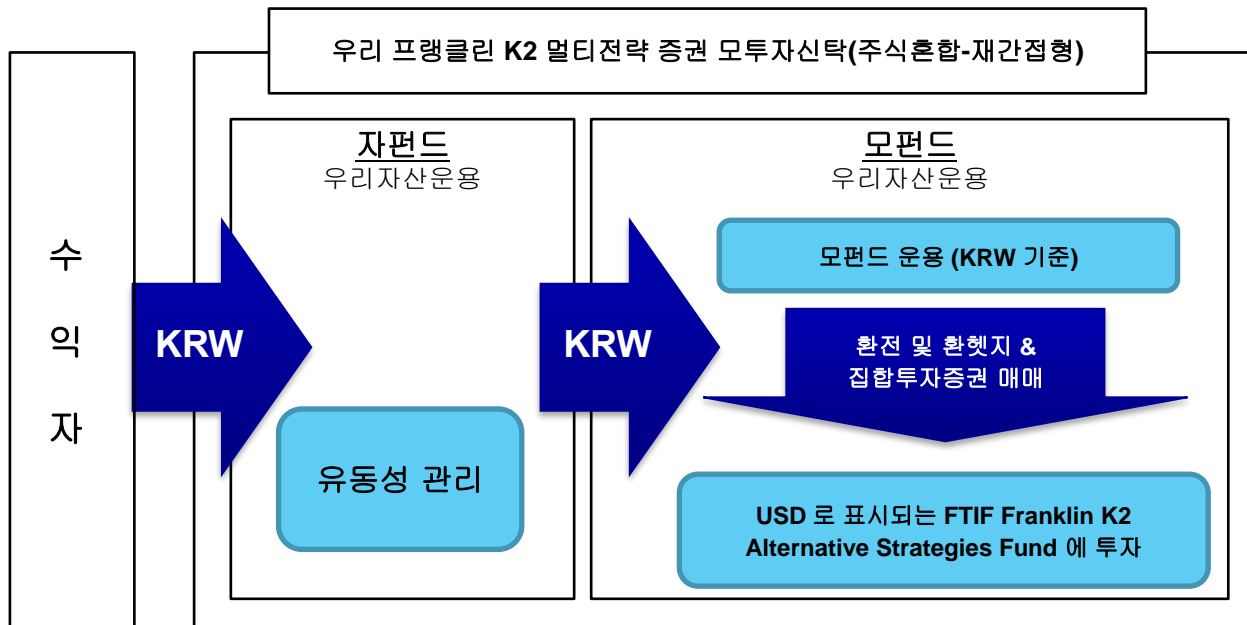 우리 프랭클린 K2 멀티전략 증권 모투자신탁(주식혼합-재간접형)
수
익
자
KRW
자펀드
우리자산운용
유동성 관리
KRW
모펀드
우리자산운용
모펀드 운용 (KRW 기준)
환전 및 환헷지 &
집합투자증권 매매
USD 로 표시되는 FTIF Franklin K2
Alternative Strategies Fund 에 투자